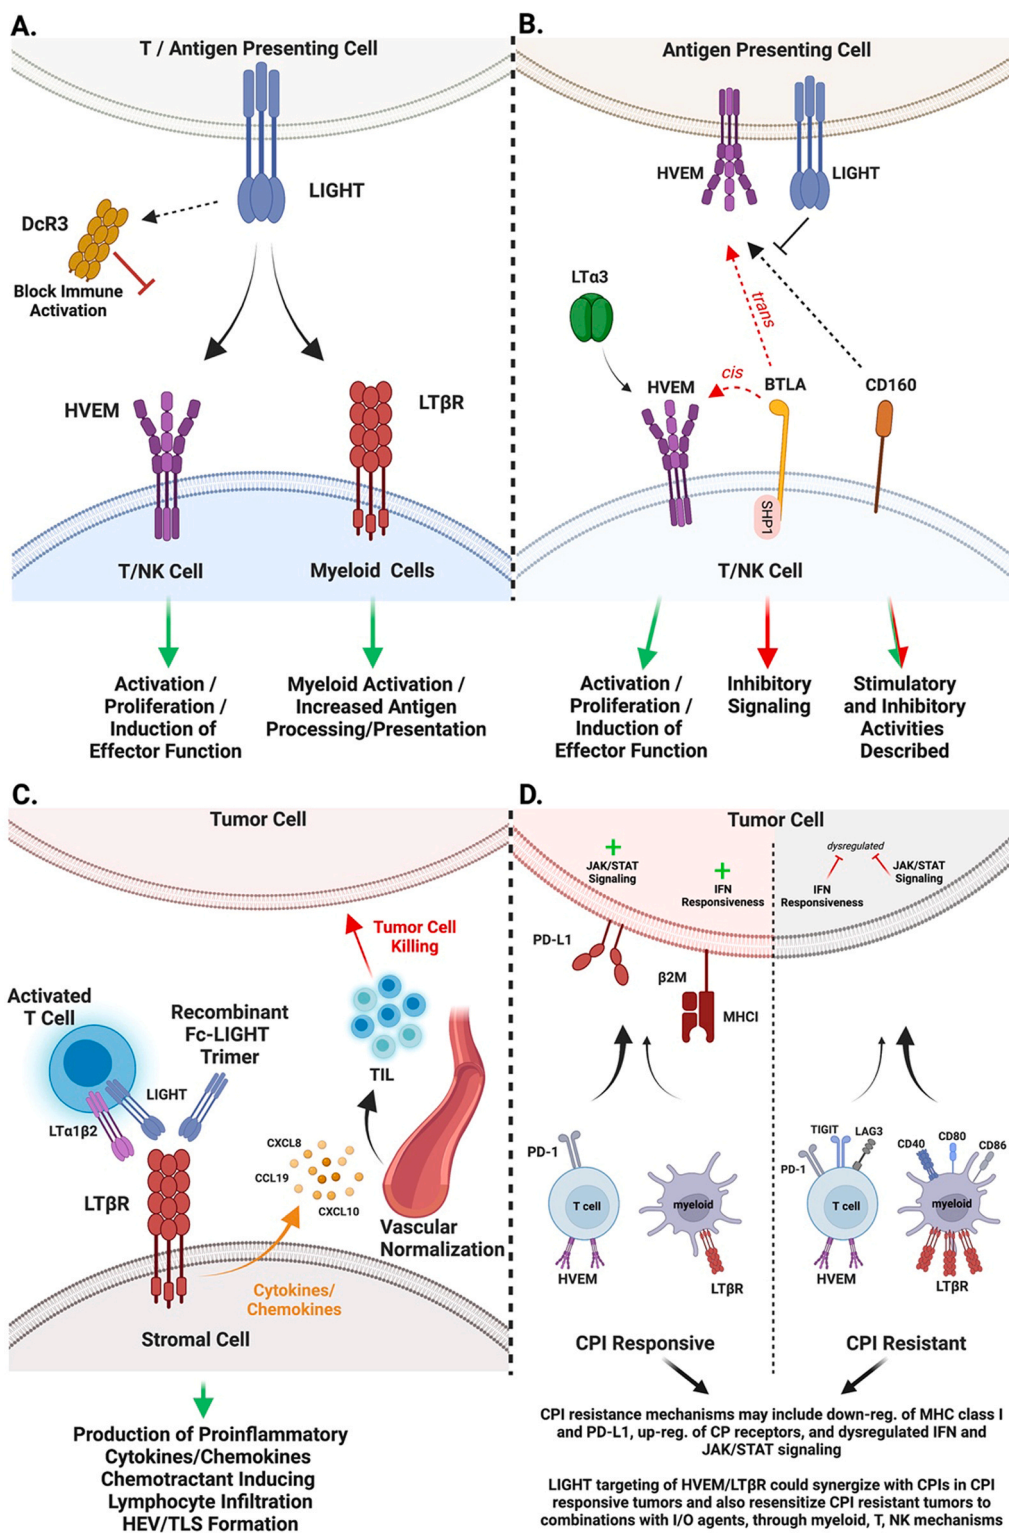 A.
T / Antigen Presenting Cell
LIGHT
DcR3
Block Immune
Activation
HVEM
LTβR
T/NK Cell
Myeloid Cells
Activation /
Proliferation /
Induction of
Effector Function
Myeloid Activation /
Increased Antigen
Processing/Presentation
B.
Antigen Presenting Cell
HVEM
LIGHT
LTα3
trans
cis
HVEM
BTLA
CD160
SHP1
T/NK Cell
Activation /
Proliferation /
Induction of
Effector Function
Inhibitory
Signaling
Stimulatory
and Inhibitory
Activities
Described
C.
Tumor Cell
Tumor Cell
Killing
Activated
T Cell
Recombinant
Fc-LIGHT
Trimer
TIL
LIGHT
LTα1β2
CXCL8
CCL19
CXCL10
LTβR
Vascular
Normalization
Cytokines/
Chemokines
Stromal Cell
Production of Proinflammatory
Cytokines/Chemokines
Chemotractant Inducing
Lymphocyte Infiltration
HEV/TLS Formation
D.
Tumor Cell
+
JAK/STAT
Signaling
+
IFN
Responsiveness
dysregulated
JAK/STAT
Signaling
IFN
Responsiveness
PD-L1
β2M
MHCI
PD-1
T cell
HVEM
myeloid
LTβR
TIGIT
LAG3
PD-1
T cell
HVEM
CD40
CD80
CD86
myeloid
LTβR
CPI Responsive
CPI Resistant
CPI resistance mechanisms may include down-reg. of MHC class I
and PD-L1, up-reg. of CP receptors, and dysregulated IFN and
JAK/STAT signaling
LIGHT targeting of HVEM/LTβR could synergize with CPIs in CPI
responsive tumors and also resensitize CPI resistant tumors to
combinations with I/O agents, through myeloid, T, NK mechanisms